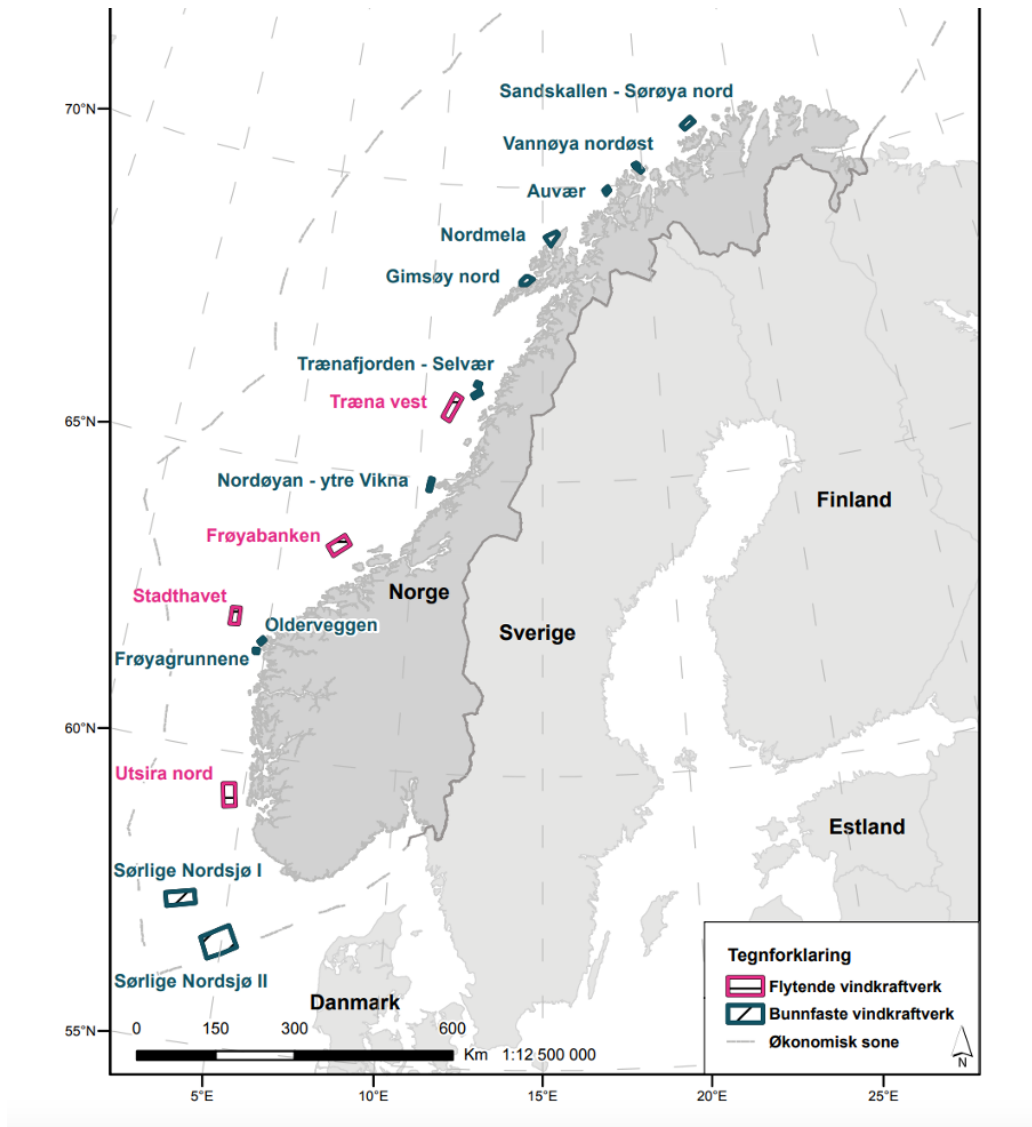 70°N
65°N
60°N
55°N
Sandskallen - Sørøya nord
Vannøya nordøst
Auvær
Nordmela
Gimsøy nord
Trænafjorden - Selvær
Træna vest
Nordøyan - ytre Vikna
Frøyabanken
Stadthavet
Olderveggen
Frøyagrunnene
Utsira nord
Sørlige Nordsjø I
Sørlige Nordsjø II
Norge
Sverige
Finland
Estland
Danmark
0 150 300 600
Km 1:12 500 000
Tegnforklaring
Flytende vindkraftverk
Bunnfaste vindkraftverk
Økonomisk sone
N
5°E 10°E 15°E 20°E 25°E